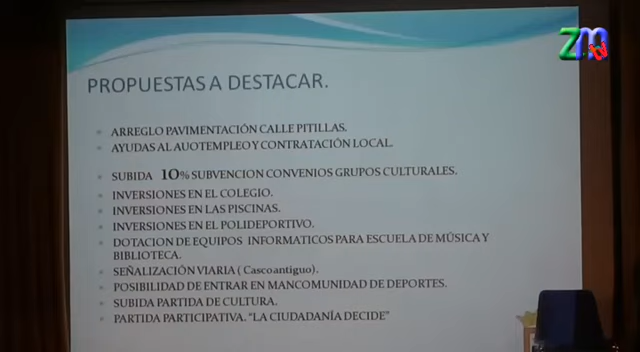 ZMtv
PROPUESTAS A DESTACAR.
ARREGLO PAVIMENTACIÓN CALLE PITILLAS.
AYUDAS AL AUOTEMPLEO Y CONTRATACIÓN LOCAL.
SUBIDA 10% SUBVENCION CONVENIOS GRUPOS CULTURALES.
INVERSIONES EN EL COLEGIO.
INVERSIONES EN LAS PISCINAS.
INVERSIONES EN EL POLIDEPORTIVO.
DOTACION DE EQUIPOS INFORMATICOS PARA ESCUELA DE MÚSICA Y
BIBLIOTECA.
SEÑALIZACIÓN VIARIA ( Casco antiguo).
POSIBILIDAD DE ENTRAR EN MANCOMUNIDAD DE DEPORTES.
SUBIDA PARTIDA DE CULTURA.
PARTIDA PARTICIPATIVA. “LA CIUDADANÍA DECIDE”